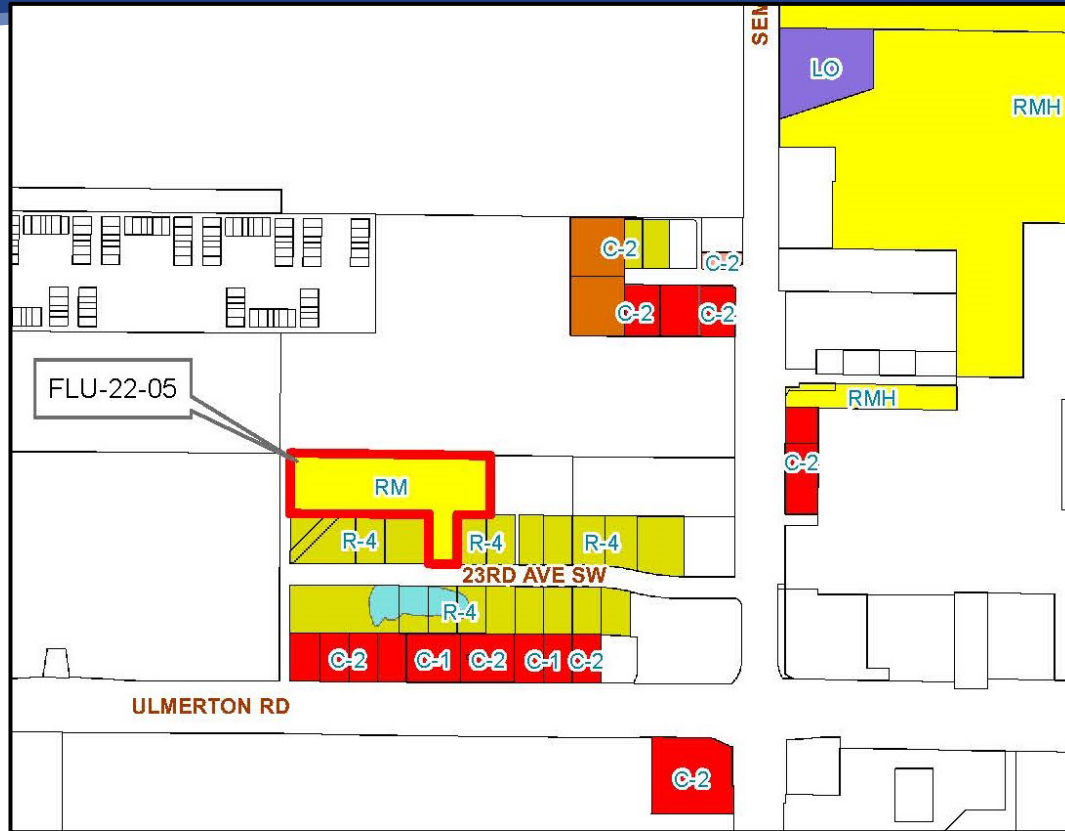 SEM
LO
RMH
C-2
C-2
C-2
C-2
FLU-22-05
RMH
C-2
RM
R-4
R-4
R-4
23RD AVE SW
R-4
C-2
C-1
C-2
C-1
C-2
ULMERTON RD
C-2